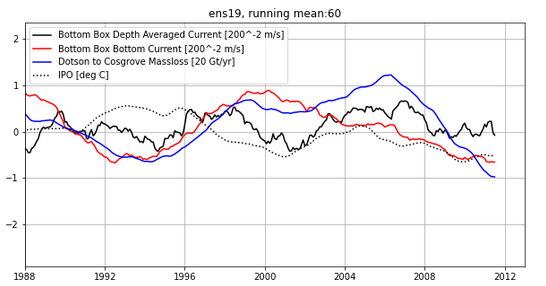 ens19, running mean:60
Bottom Box Depth Averaged Current [200^-2 m/s]
Bottom Box Bottom Current [200^-2 m/s]
Dotson to Cosgrove Massloss [20 Gt/yr]
IPO [deg C]
2
1
0
−1
−2
1988 1992 1996 2000 2004 2008 2012